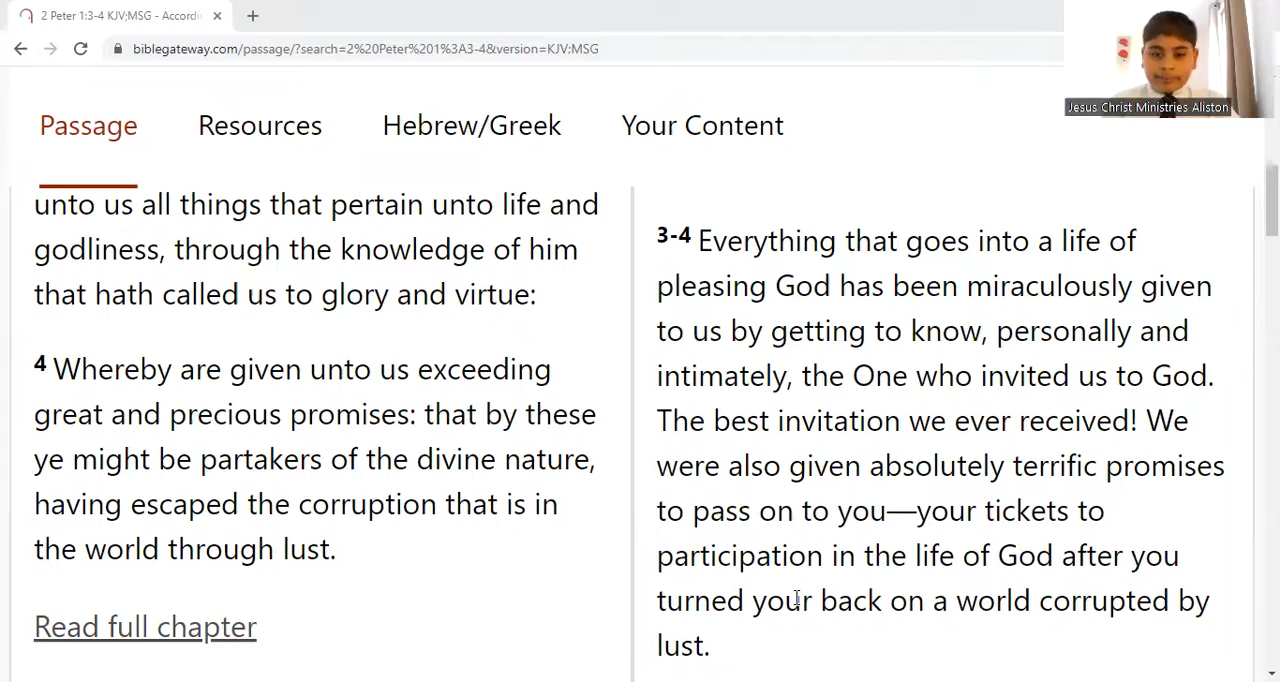 2 Peter 1:3-4 KJV;MSG - Accordi
biblegateway.com/passage/?search=2%20Peter%201%3A3-4&version=KJV;MSG
Jesus Christ Ministries Aliston
Passage
Resources
Hebrew/Greek
Your Content
unto us all things that pertain unto life and
godliness, through the knowledge of him
that hath called us to glory and virtue:
4 Whereby are given unto us exceeding
great and precious promises: that by these
ye might be partakers of the divine nature,
having escaped the corruption that is in
the world through lust.
Read full chapter
3-4 Everything that goes into a life of
pleasing God has been miraculously given
to us by getting to know, personally and
intimately, the One who invited us to God.
The best invitation we ever received! We
were also given absolutely terrific promises
to pass on to you—your tickets to
participation in the life of God after you
turned your back on a world corrupted by
lust.